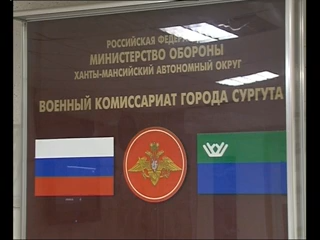 РОССИЙСКАЯ ФЕДЕРАЦИЯ
МИНИСТЕРСТВО ОБОРОНЫ
ХАНТЫ-МАНСИЙСКИЙ АВТОНОМНЫЙ ОКРУГ
ВОЕННЫЙ КОМИССАРИАТ ГОРОДА СУРГУТА